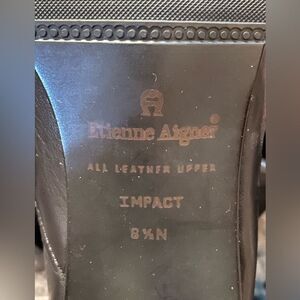 Etienne Aigner®
ALL LEATHER UPPER
IMPACT
8½N